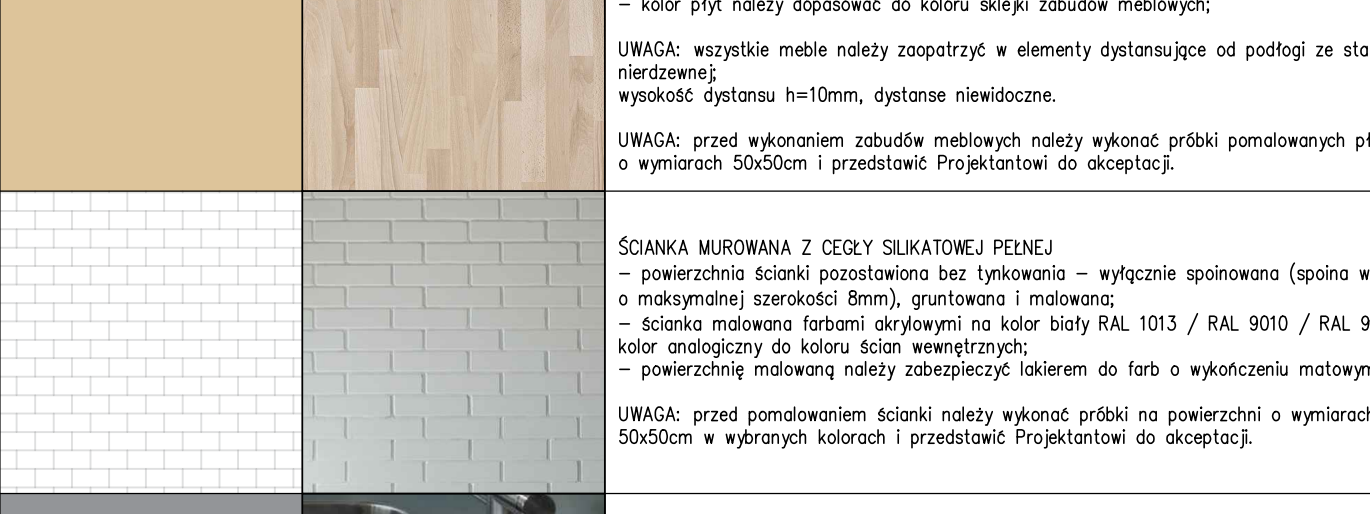 – kolor płyt należy dopasować do koloru sklejki zabudów meblowych;
UWAGA: wszystkie meble należy zaopatrzyć w elementy dystansujące od podłogi ze
nierdzewnej;
wysokość dystansu h=10mm, dystanse niewidoczne.
UWAGA: przed wykonaniem zabudów meblowych należy wykonać próbki pomalowanych
o wymiarach 50x50cm i przedstawić Projektantowi do akceptacji.
ŚCIANKA MUROWANA Z CEGŁY SILIKATOWEJ PEŁNEJ
– powierzchnia ścianki pozostawiona bez tynkowania – wyłącznie spoinowana (spoina
o maksymalnej szerokości 8mm), gruntowana i malowana;
– ścianka malowana farbami akrylowymi na kolor biały RAL 1013 / RAL 9010 / RAL
kolor analogiczny do koloru ścian wewnętrznych;
– powierzchnię malowaną należy zabezpieczyć lakierem do farb o wykończeniu
UWAGA: przed pomalowaniem ścianki należy wykonać próbki na powierzchni o wymiarach
50x50cm w wybranych kolorach i przedstawić Projektantowi do akceptacji.